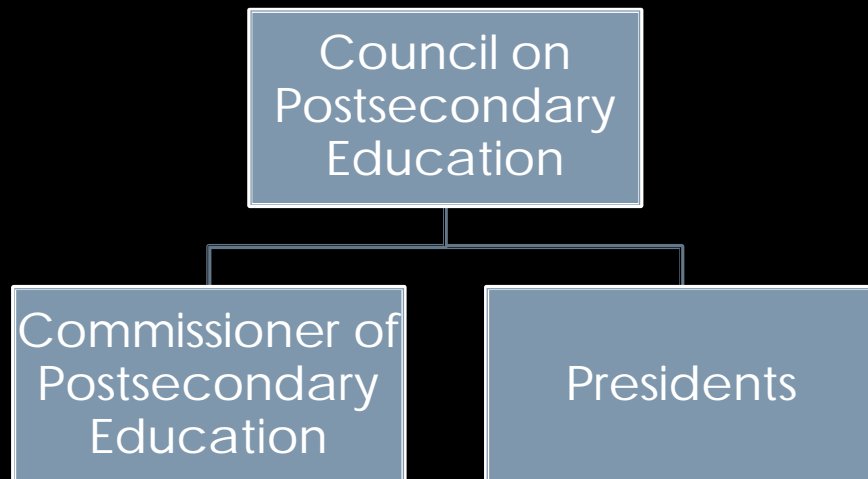 Council on
Postsecondary
Education
Commissioner of
Postsecondary
Education
Presidents